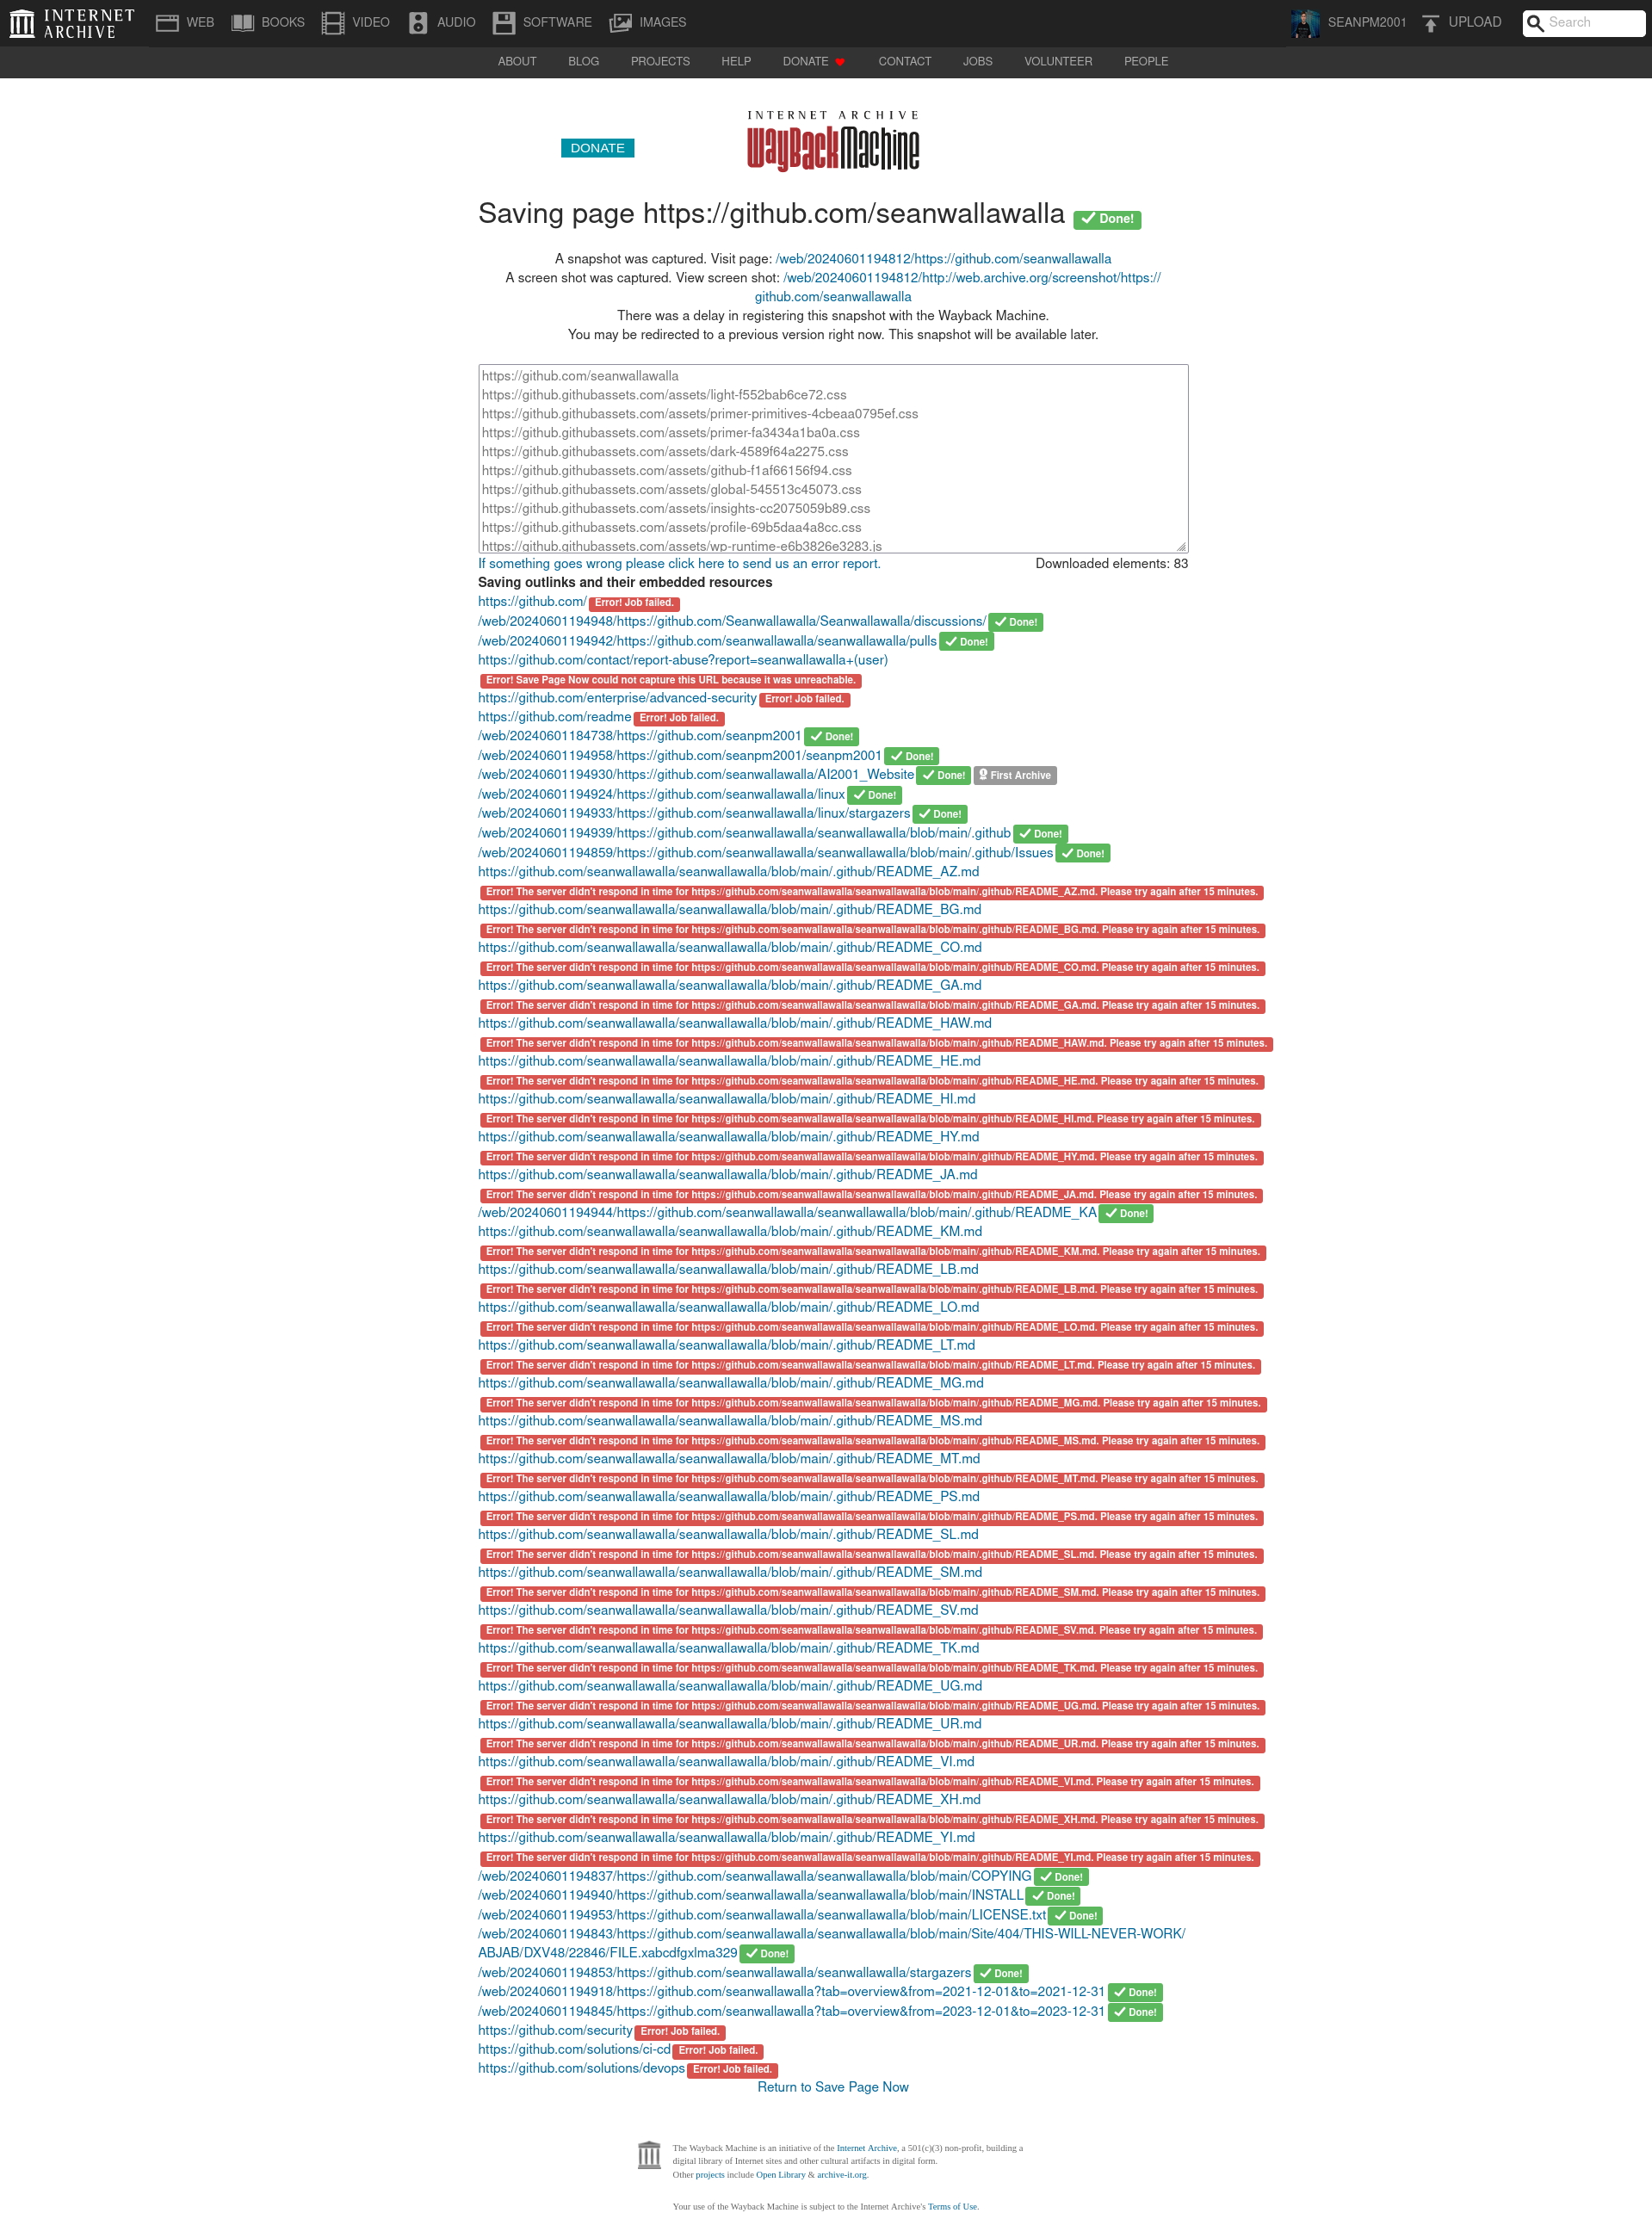 INTERNET ARCHIVE
WEB BOOKS VIDEO AUDIO SOFTWARE IMAGES SEANPM2001 UPLOAD Search
ABOUT BLOG PROJECTS HELP DONATE CONTACT JOBS VOLUNTEER PEOPLE
INTERNET ARCHIVE
DONATE WayBackMachine
Saving page https://github.com/seanwallawalla Done!
A snapshot was captured. Visit page: /web/20240601194812/https://github.com/seanwallawalla
A screen shot was captured. View screen shot: /web/20240601194812/http://web.archive.org/screenshot/https://
github.com/seanwallawalla
There was a delay in registering this snapshot with the Wayback Machine.
You may be redirected to a previous version right now. This snapshot will be available later.
https://github.com/seanwallawalla
https://github.githubassets.com/assets/light-f552bab6ce72.css
https://github.githubassets.com/assets/primer-primitives-4cbeaa0795ef.css
https://github.githubassets.com/assets/primer-fa3434a1ba0a.css
https://github.githubassets.com/assets/dark-4589f64a2275.css
https://github.githubassets.com/assets/github-f1af66156f94.css
https://github.githubassets.com/assets/global-545513c45073.css
https://github.githubassets.com/assets/insights-cc2075059b89.css
https://github.githubassets.com/assets/profile-69b5daa4a8cc.css
https://github.githubassets.com/assets/wp-runtime-e6b3826e3283.js
If something goes wrong please click here to send us an error report. Downloaded elements: 83
Saving outlinks and their embedded resources
https://github.com/ Error! Job failed.
/web/20240601194948/https://github.com/Seanwallawalla/Seanwallawalla/discussions/ Done!
/web/20240601194942/https://github.com/seanwallawalla/seanwallawalla/pulls Done!
https://github.com/contact/report-abuse?report=seanwallawalla+(user)
Error! Save Page Now could not capture this URL because it was unreachable.
https://github.com/enterprise/advanced-security Error! Job failed.
https://github.com/readme Error! Job failed.
/web/20240601184738/https://github.com/seanpm2001 Done!
/web/20240601194958/https://github.com/seanpm2001/seanpm2001 Done!
/web/20240601194930/https://github.com/seanwallawalla/AI2001_Website Done! First Archive
/web/20240601194924/https://github.com/seanwallawalla/linux Done!
/web/20240601194933/https://github.com/seanwallawalla/linux/stargazers Done!
/web/20240601194939/https://github.com/seanwallawalla/seanwallawalla/blob/main/.github Done!
/web/20240601194859/https://github.com/seanwallawalla/seanwallawalla/blob/main/.github/Issues Done!
https://github.com/seanwallawalla/seanwallawalla/blob/main/.github/README_AZ.md
Error! The server didn't respond in time for https://github.com/seanwallawalla/seanwallawalla/blob/main/.github/README_AZ.md. Please try again after 15 minutes.
https://github.com/seanwallawalla/seanwallawalla/blob/main/.github/README_BG.md
Error! The server didn't respond in time for https://github.com/seanwallawalla/seanwallawalla/blob/main/.github/README_BG.md. Please try again after 15 minutes.
https://github.com/seanwallawalla/seanwallawalla/blob/main/.github/README_CO.md
Error! The server didn't respond in time for https://github.com/seanwallawalla/seanwallawalla/blob/main/.github/README_CO.md. Please try again after 15 minutes.
https://github.com/seanwallawalla/seanwallawalla/blob/main/.github/README_GA.md
Error! The server didn't respond in time for https://github.com/seanwallawalla/seanwallawalla/blob/main/.github/README_GA.md. Please try again after 15 minutes.
https://github.com/seanwallawalla/seanwallawalla/blob/main/.github/README_HAW.md
Error! The server didn't respond in time for https://github.com/seanwallawalla/seanwallawalla/blob/main/.github/README_HAW.md. Please try again after 15 minutes.
https://github.com/seanwallawalla/seanwallawalla/blob/main/.github/README_HE.md
Error! The server didn't respond in time for https://github.com/seanwallawalla/seanwallawalla/blob/main/.github/README_HE.md. Please try again after 15 minutes.
https://github.com/seanwallawalla/seanwallawalla/blob/main/.github/README_HI.md
Error! The server didn't respond in time for https://github.com/seanwallawalla/seanwallawalla/blob/main/.github/README_HI.md. Please try again after 15 minutes.
https://github.com/seanwallawalla/seanwallawalla/blob/main/.github/README_HY.md
Error! The server didn't respond in time for https://github.com/seanwallawalla/seanwallawalla/blob/main/.github/README_HY.md. Please try again after 15 minutes.
https://github.com/seanwallawalla/seanwallawalla/blob/main/.github/README_JA.md
Error! The server didn't respond in time for https://github.com/seanwallawalla/seanwallawalla/blob/main/.github/README_JA.md. Please try again after 15 minutes.
/web/20240601194944/https://github.com/seanwallawalla/seanwallawalla/blob/main/.github/README_KA Done!
https://github.com/seanwallawalla/seanwallawalla/blob/main/.github/README_KM.md
Error! The server didn't respond in time for https://github.com/seanwallawalla/seanwallawalla/blob/main/.github/README_KM.md. Please try again after 15 minutes.
https://github.com/seanwallawalla/seanwallawalla/blob/main/.github/README_LB.md
Error! The server didn't respond in time for https://github.com/seanwallawalla/seanwallawalla/blob/main/.github/README_LB.md. Please try again after 15 minutes.
https://github.com/seanwallawalla/seanwallawalla/blob/main/.github/README_LO.md
Error! The server didn't respond in time for https://github.com/seanwallawalla/seanwallawalla/blob/main/.github/README_LO.md. Please try again after 15 minutes.
https://github.com/seanwallawalla/seanwallawalla/blob/main/.github/README_LT.md
Error! The server didn't respond in time for https://github.com/seanwallawalla/seanwallawalla/blob/main/.github/README_LT.md. Please try again after 15 minutes.
https://github.com/seanwallawalla/seanwallawalla/blob/main/.github/README_MG.md
Error! The server didn't respond in time for https://github.com/seanwallawalla/seanwallawalla/blob/main/.github/README_MG.md. Please try again after 15 minutes.
https://github.com/seanwallawalla/seanwallawalla/blob/main/.github/README_MS.md
Error! The server didn't respond in time for https://github.com/seanwallawalla/seanwallawalla/blob/main/.github/README_MS.md. Please try again after 15 minutes.
https://github.com/seanwallawalla/seanwallawalla/blob/main/.github/README_MT.md
Error! The server didn't respond in time for https://github.com/seanwallawalla/seanwallawalla/blob/main/.github/README_MT.md. Please try again after 15 minutes.
https://github.com/seanwallawalla/seanwallawalla/blob/main/.github/README_PS.md
Error! The server didn't respond in time for https://github.com/seanwallawalla/seanwallawalla/blob/main/.github/README_PS.md. Please try again after 15 minutes.
https://github.com/seanwallawalla/seanwallawalla/blob/main/.github/README_SL.md
Error! The server didn't respond in time for https://github.com/seanwallawalla/seanwallawalla/blob/main/.github/README_SL.md. Please try again after 15 minutes.
https://github.com/seanwallawalla/seanwallawalla/blob/main/.github/README_SM.md
Error! The server didn't respond in time for https://github.com/seanwallawalla/seanwallawalla/blob/main/.github/README_SM.md. Please try again after 15 minutes.
https://github.com/seanwallawalla/seanwallawalla/blob/main/.github/README_SV.md
Error! The server didn't respond in time for https://github.com/seanwallawalla/seanwallawalla/blob/main/.github/README_SV.md. Please try again after 15 minutes.
https://github.com/seanwallawalla/seanwallawalla/blob/main/.github/README_TK.md
Error! The server didn't respond in time for https://github.com/seanwallawalla/seanwallawalla/blob/main/.github/README_TK.md. Please try again after 15 minutes.
https://github.com/seanwallawalla/seanwallawalla/blob/main/.github/README_UG.md
Error! The server didn't respond in time for https://github.com/seanwallawalla/seanwallawalla/blob/main/.github/README_UG.md. Please try again after 15 minutes.
https://github.com/seanwallawalla/seanwallawalla/blob/main/.github/README_UR.md
Error! The server didn't respond in time for https://github.com/seanwallawalla/seanwallawalla/blob/main/.github/README_UR.md. Please try again after 15 minutes.
https://github.com/seanwallawalla/seanwallawalla/blob/main/.github/README_VI.md
Error! The server didn't respond in time for https://github.com/seanwallawalla/seanwallawalla/blob/main/.github/README_VI.md. Please try again after 15 minutes.
https://github.com/seanwallawalla/seanwallawalla/blob/main/.github/README_XH.md
Error! The server didn't respond in time for https://github.com/seanwallawalla/seanwallawalla/blob/main/.github/README_XH.md. Please try again after 15 minutes.
https://github.com/seanwallawalla/seanwallawalla/blob/main/.github/README_YI.md
Error! The server didn't respond in time for https://github.com/seanwallawalla/seanwallawalla/blob/main/.github/README_YI.md. Please try again after 15 minutes.
/web/20240601194837/https://github.com/seanwallawalla/seanwallawalla/blob/main/COPYING Done!
/web/20240601194940/https://github.com/seanwallawalla/seanwallawalla/blob/main/INSTALL Done!
/web/20240601194953/https://github.com/seanwallawalla/seanwallawalla/blob/main/LICENSE.txt Done!
/web/20240601194843/https://github.com/seanwallawalla/seanwallawalla/blob/main/Site/404/THIS-WILL-NEVER-WORK/
ABJAB/DXV48/22846/FILE.xabcdfgxlma329 Done!
/web/20240601194853/https://github.com/seanwallawalla/seanwallawalla/stargazers Done!
/web/20240601194918/https://github.com/seanwallawalla?tab=overview&from=2021-12-01&to=2021-12-31 Done!
/web/20240601194845/https://github.com/seanwallawalla?tab=overview&from=2023-12-01&to=2023-12-31 Done!
https://github.com/security Error! Job failed.
https://github.com/solutions/ci-cd Error! Job failed.
https://github.com/solutions/devops Error! Job failed.
Return to Save Page Now
The Wayback Machine is an initiative of the Internet Archive, a 501(c)(3) non-profit, building a
digital library of Internet sites and other cultural artifacts in digital form.
Other projects include Open Library & archive-it.org.
Your use of the Wayback Machine is subject to the Internet Archive's Terms of Use.